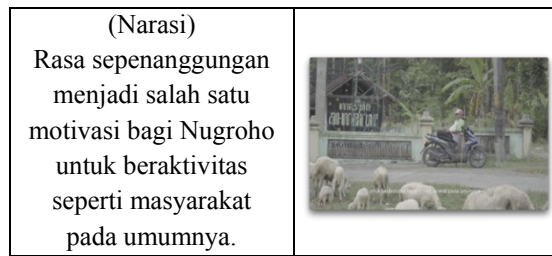 (Narasi)
Rasa sepenanggungan
menjadi salah satu
motivasi bagi Nugroho
untuk beraktivitas
seperti masyarakat
pada umumnya.